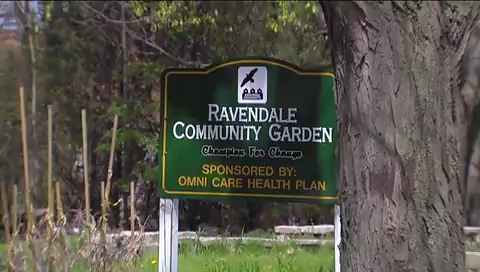 RAVENDALE
COMMUNITY GARDEN
Champion For Change
SPONSORED BY:
OMNI CARE HEALTH PLAN